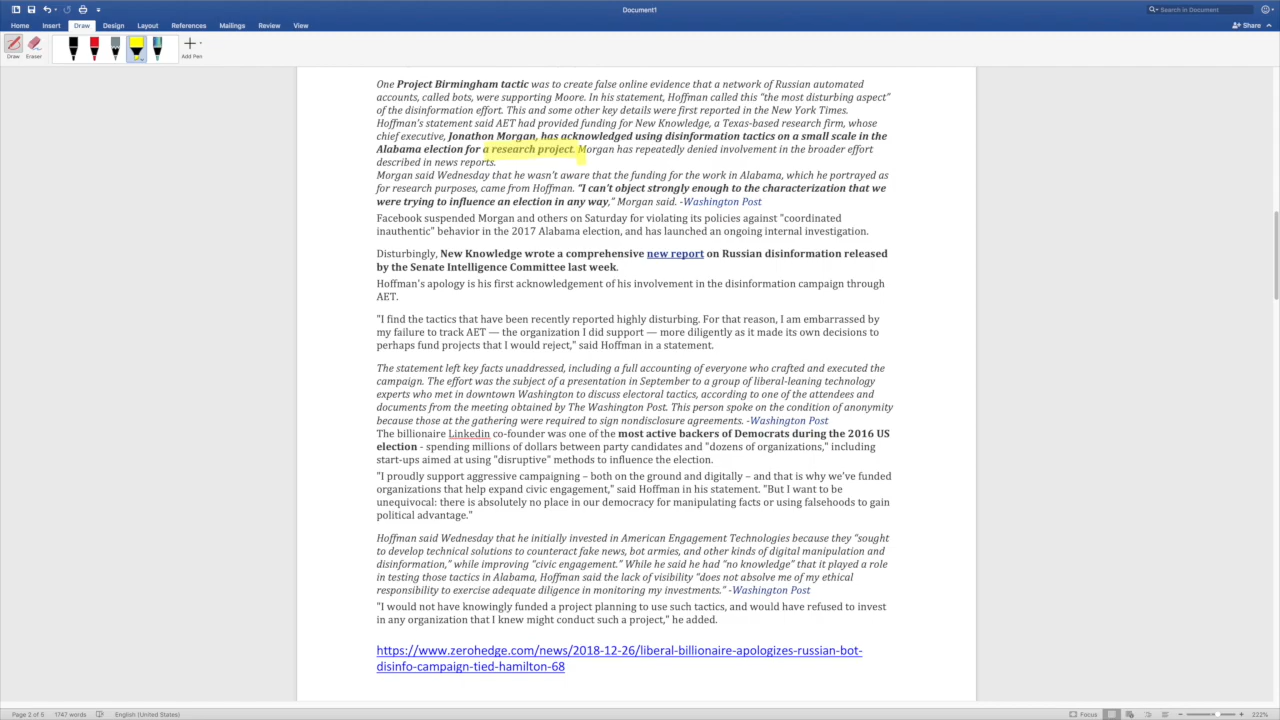 Document1
Search in Document
Home Insert Draw Design Layout References Mailings Review View
Share
Draw Eraser Add Pen
One Project Birmingham tactic was to create false online evidence that a network of Russian automated
accounts, called bots, were supporting Moore. In his statement, Hoffman called this “the most disturbing aspect”
of the disinformation effort. This and some other key details were first reported in the New York Times.
Hoffman's statement said AET had provided funding for New Knowledge, a Texas-based research firm, whose
chief executive, Jonathon Morgan, has acknowledged using disinformation tactics on a small scale in the
Alabama election for a research project. Morgan has repeatedly denied involvement in the broader effort
described in news reports.
Morgan said Wednesday that he wasn't aware that the funding for the work in Alabama, which he portrayed as
for research purposes, came from Hoffman. “I can't object strongly enough to the characterization that we
were trying to influence an election in any way,” Morgan said. -Washington Post
Facebook suspended Morgan and others on Saturday for violating its policies against "coordinated
inauthentic" behavior in the 2017 Alabama election, and has launched an ongoing internal investigation.
Disturbingly, New Knowledge wrote a comprehensive new report on Russian disinformation released
by the Senate Intelligence Committee last week.
Hoffman's apology is his first acknowledgement of his involvement in the disinformation campaign through
AET.
"I find the tactics that have been recently reported highly disturbing. For that reason, I am embarrassed by
my failure to track AET — the organization I did support — more diligently as it made its own decisions to
perhaps fund projects that I would reject," said Hoffman in a statement.
The statement left key facts unaddressed, including a full accounting of everyone who crafted and executed the
campaign. The effort was the subject of a presentation in September to a group of liberal-leaning technology
experts who met in downtown Washington to discuss electoral tactics, according to one of the attendees and
documents from the meeting obtained by The Washington Post. This person spoke on the condition of anonymity
because those at the gathering were required to sign nondisclosure agreements. -Washington Post
The billionaire Linkedin co-founder was one of the most active backers of Democrats during the 2016 US
election - spending millions of dollars between party candidates and "dozens of organizations," including
start-ups aimed at using "disruptive" methods to influence the election.
"I proudly support aggressive campaigning – both on the ground and digitally – and that is why we've funded
organizations that help expand civic engagement," said Hoffman in his statement. "But I want to be
unequivocal: there is absolutely no place in our democracy for manipulating facts or using falsehoods to gain
political advantage."
Hoffman said Wednesday that he initially invested in American Engagement Technologies because they “sought
to develop technical solutions to counteract fake news, bot armies, and other kinds of digital manipulation and
disinformation,” while improving “civic engagement.” While he said he had “no knowledge” that it played a role
in testing those tactics in Alabama, Hoffman said the lack of visibility “does not absolve me of my ethical
responsibility to exercise adequate diligence in monitoring my investments.” -Washington Post
"I would not have knowingly funded a project planning to use such tactics, and would have refused to invest
in any organization that I knew might conduct such a project," he added.
https://www.zerohedge.com/news/2018-12-26/liberal-billionaire-apologizes-russian-bot-
disinfo-campaign-tied-hamilton-68
Page 2 of 5 1747 words English (United States) Focus 222%